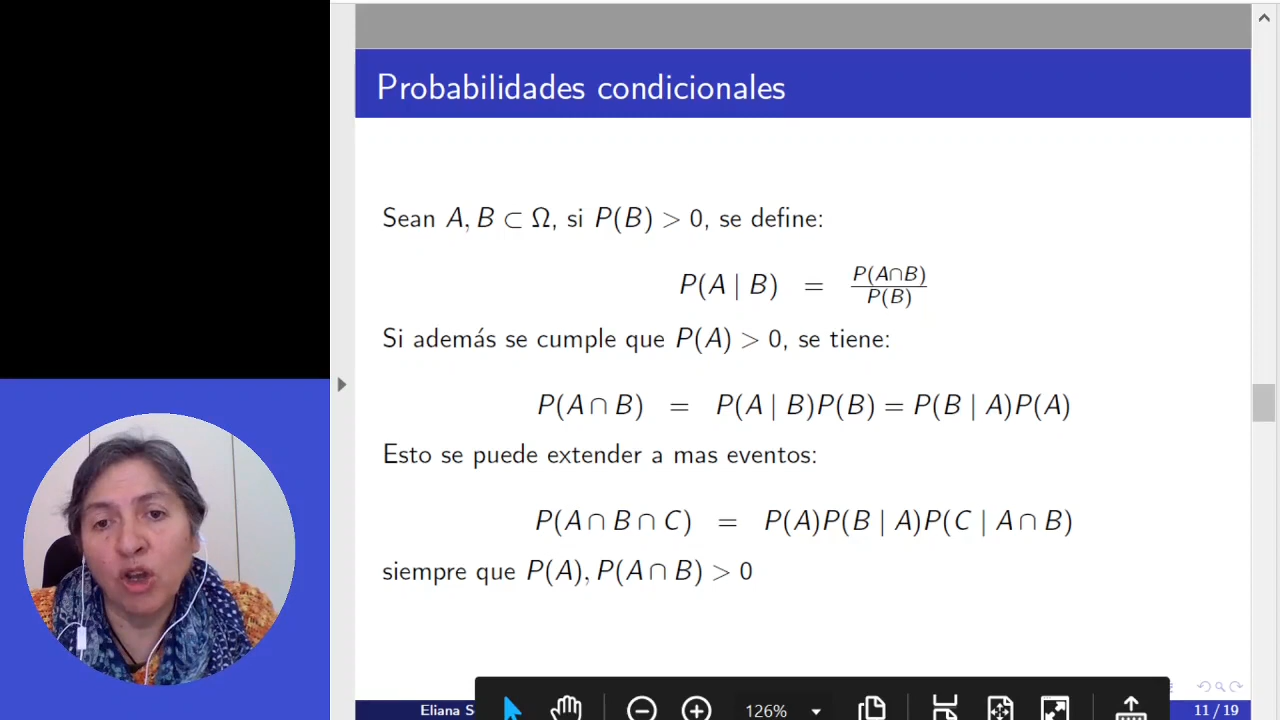 Probabilidades condicionales
Sean A, B ⊂ Ω, si P(B) > 0, se define:
P(A | B) = P(A∩B) / P(B)
Si además se cumple que P(A) > 0, se tiene:
P(A ∩ B) = P(A | B)P(B) = P(B | A)P(A)
Esto se puede extender a mas eventos:
P(A ∩ B ∩ C) = P(A)P(B | A)P(C | A ∩ B)
siempre que P(A), P(A ∩ B) > 0
Eliana S
126%
11 / 19